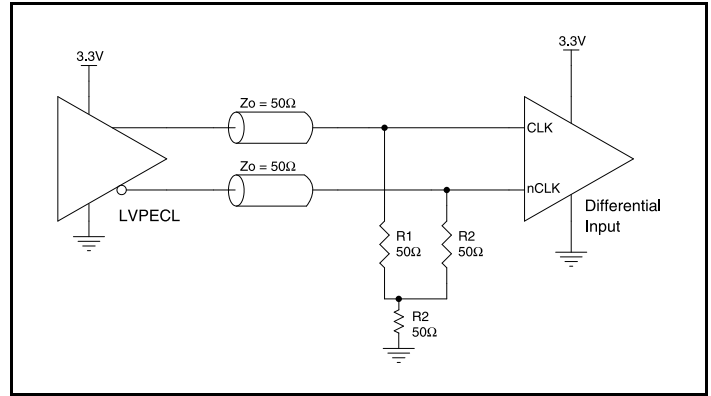 3.3V
3.3V
Zo = 50Ω
CLK
Zo = 50Ω
nCLK
LVPECL
Differential
Input
R1
50Ω
R2
50Ω
R2
50Ω